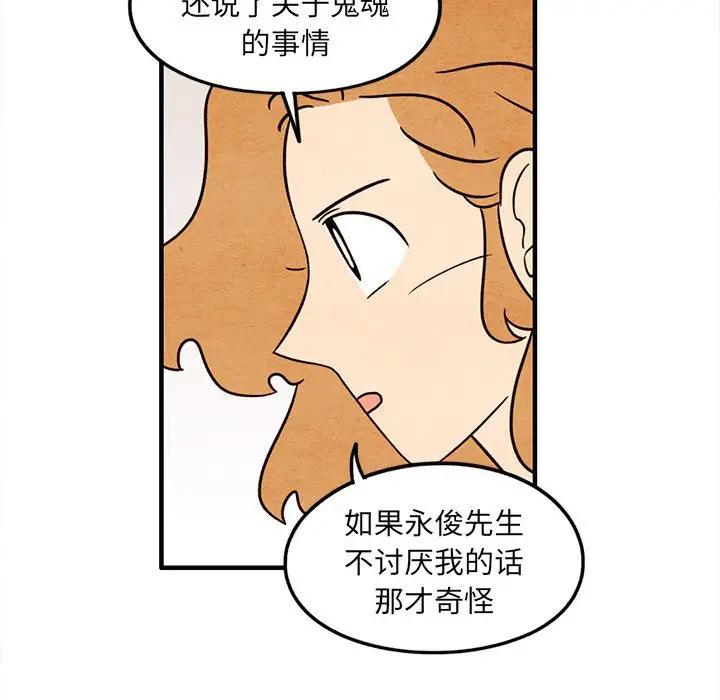 还说了关于鬼魂
的事情
如果永俊先生
不讨厌我的话
那才奇怪